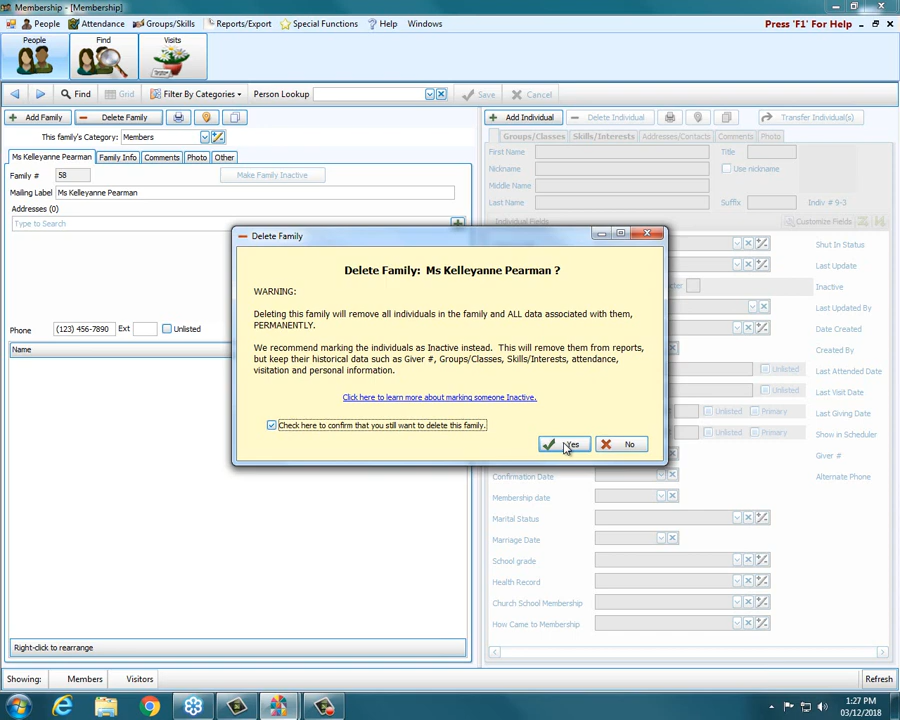 Membership - [Membership]
People Attendance Groups/Skills Reports/Export Special Functions Help Windows Press 'F1' For Help
People Find Visits
Find Grid Filter By Categories Person Lookup Save Cancel
Add Family Delete Family Add Individual Delete Individual Transfer Individual(s)
This family's Category: Members
Groups/Classes Skills/Interests Addresses/Contacts Comments Photo
Ms Kelleyanne Pearman Family Info Comments Photo Other
First Name Title
Family # 58 Make Family Inactive
Nickname Use nickname
Mailing Label Ms Kelleyanne Pearman
Middle Name
Last Name Suffix Indiv # 9-3
Addresses (0)
Type to Search
Individual Fields Customize Fields
Delete Family
Shut In Status
Last Update
Delete Family: Ms Kelleyanne Pearman ?
WARNING:
Inactive
Deleting this family will remove all individuals in the family and ALL data associated with them,
PERMANENTLY.
Last Updated By
Phone (123) 456-7890 Ext Unlisted
Date Created
Name
We recommend marking the individuals as Inactive instead. This will remove them from reports,
but keep their historical data such as Giver #, Groups/Classes, Skills/Interests, attendance,
visitation and personal information.
Created By
Unlisted Last Attended Date
Last Visit Date
Click here to learn more about marking someone Inactive.
Unlisted Primary Last Giving Date
Check here to confirm that you still want to delete this family.
Unlisted Primary Show in Scheduler
Yes No
Giver #
Confirmation Date Alternate Phone
Membership date
Marital Status
Marriage Date
School grade
Health Record
Church School Membership
How Came to Membership
Right-click to rearrange
Showing: Members Visitors Refresh
1:27 PM
03/12/2018